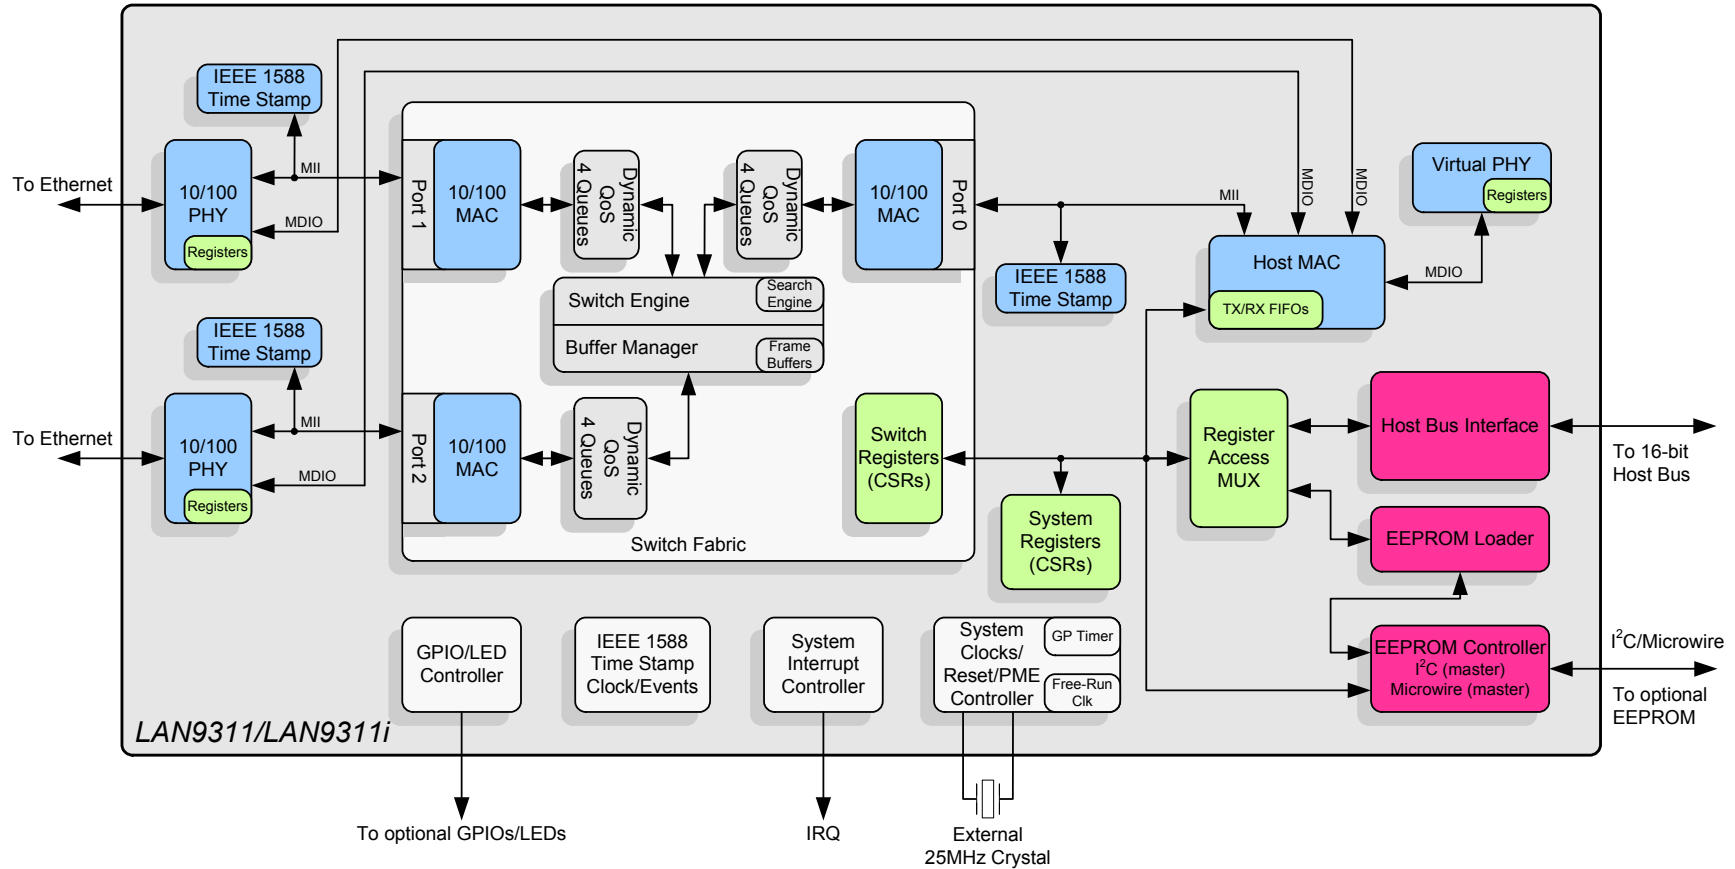 IEEE 1588
Time Stamp
To Ethernet
10/100
PHY
Registers
MII
MDIO
Port 1
10/100
MAC
Dynamic
QoS
4 Queues
Dynamic
QoS
4 Queues
10/100
MAC
Port 0
MII
MDIO
MDIO
Virtual PHY
Registers
IEEE 1588
Time Stamp
Host MAC
TX/RX FIFOs
MDIO
Switch Engine
Search
Engine
Buffer Manager
Frame
Buffers
IEEE 1588
Time Stamp
To Ethernet
10/100
PHY
Registers
MII
MDIO
Port 2
10/100
MAC
Dynamic
QoS
4 Queues
Switch
Registers
(CSRs)
Switch Fabric
System
Registers
(CSRs)
Register
Access
MUX
Host Bus Interface
To 16-bit
Host Bus
EEPROM Loader
EEPROM Controller
I²C (master)
Microwire (master)
I²C/Microwire
To optional
EEPROM
GPIO/LED
Controller
IEEE 1588
Time Stamp
Clock/Events
System
Interrupt
Controller
System
Clocks/
Reset/PME
Controller
GP Timer
Free-Run
Clk
LAN9311/LAN9311i
To optional GPIOs/LEDs
IRQ
External
25MHz Crystal